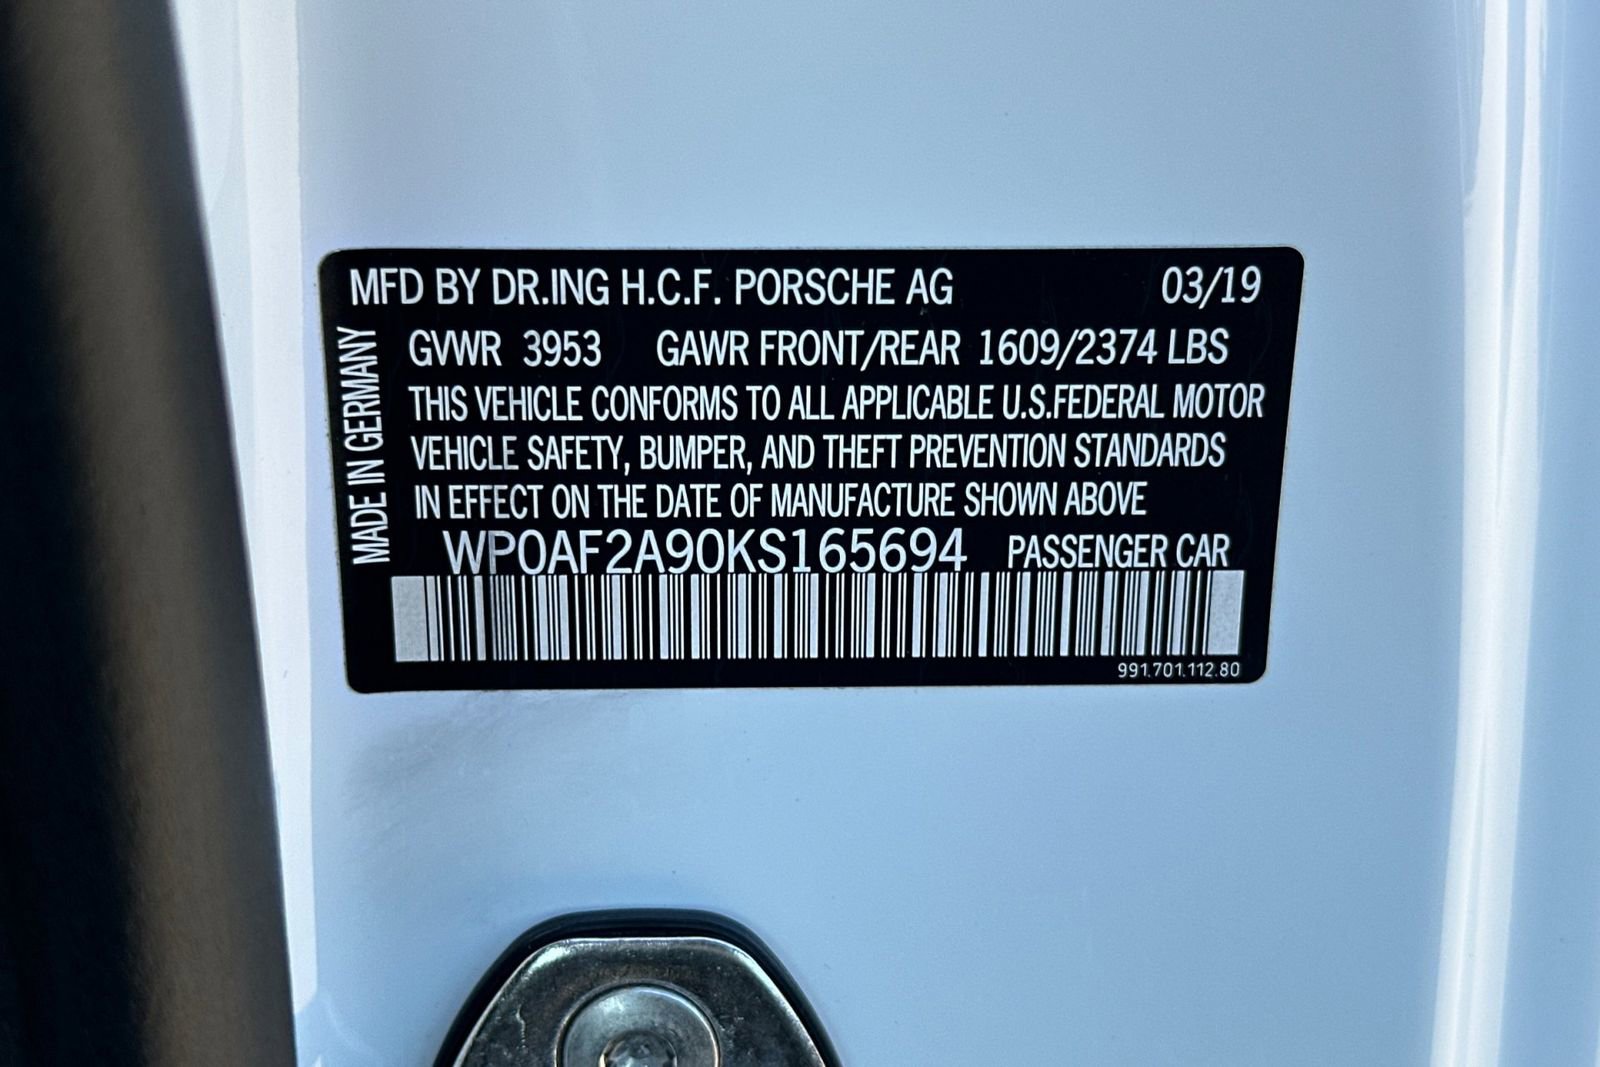 MFD BY DR.ING H.C.F. PORSCHE AG 03/19
MADE IN GERMANY
GVWR 3953 GAWR FRONT/REAR 1609/2374 LBS
THIS VEHICLE CONFORMS TO ALL APPLICABLE U.S.FEDERAL MOTOR
VEHICLE SAFETY, BUMPER, AND THEFT PREVENTION STANDARDS
IN EFFECT ON THE DATE OF MANUFACTURE SHOWN ABOVE
WP0AF2A90KS165694 PASSENGER CAR
991.701.112.80